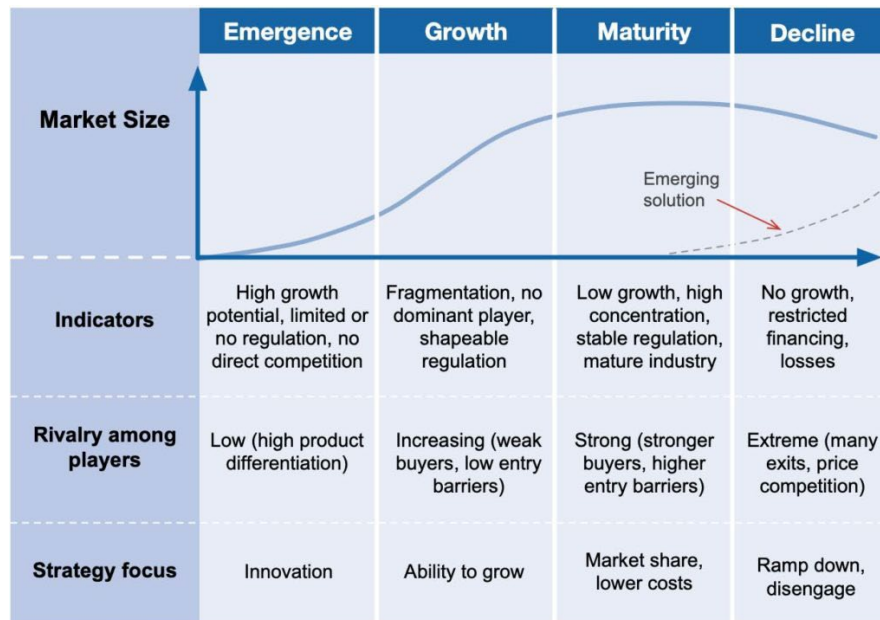 Emergence
Growth
Maturity
Decline
Market Size
Emerging
solution
Indicators
High growth
potential, limited or
no regulation, no
direct competition
Fragmentation, no
dominant player,
shapeable
regulation
Low growth, high
concentration,
stable regulation,
mature industry
No growth,
restricted
financing,
losses
Rivalry among
players
Low (high product
differentiation)
Increasing (weak
buyers, low entry
barriers)
Strong (stronger
buyers, higher
entry barriers)
Extreme (many
exits, price
competition)
Strategy focus
Innovation
Ability to grow
Market share,
lower costs
Ramp down,
disengage